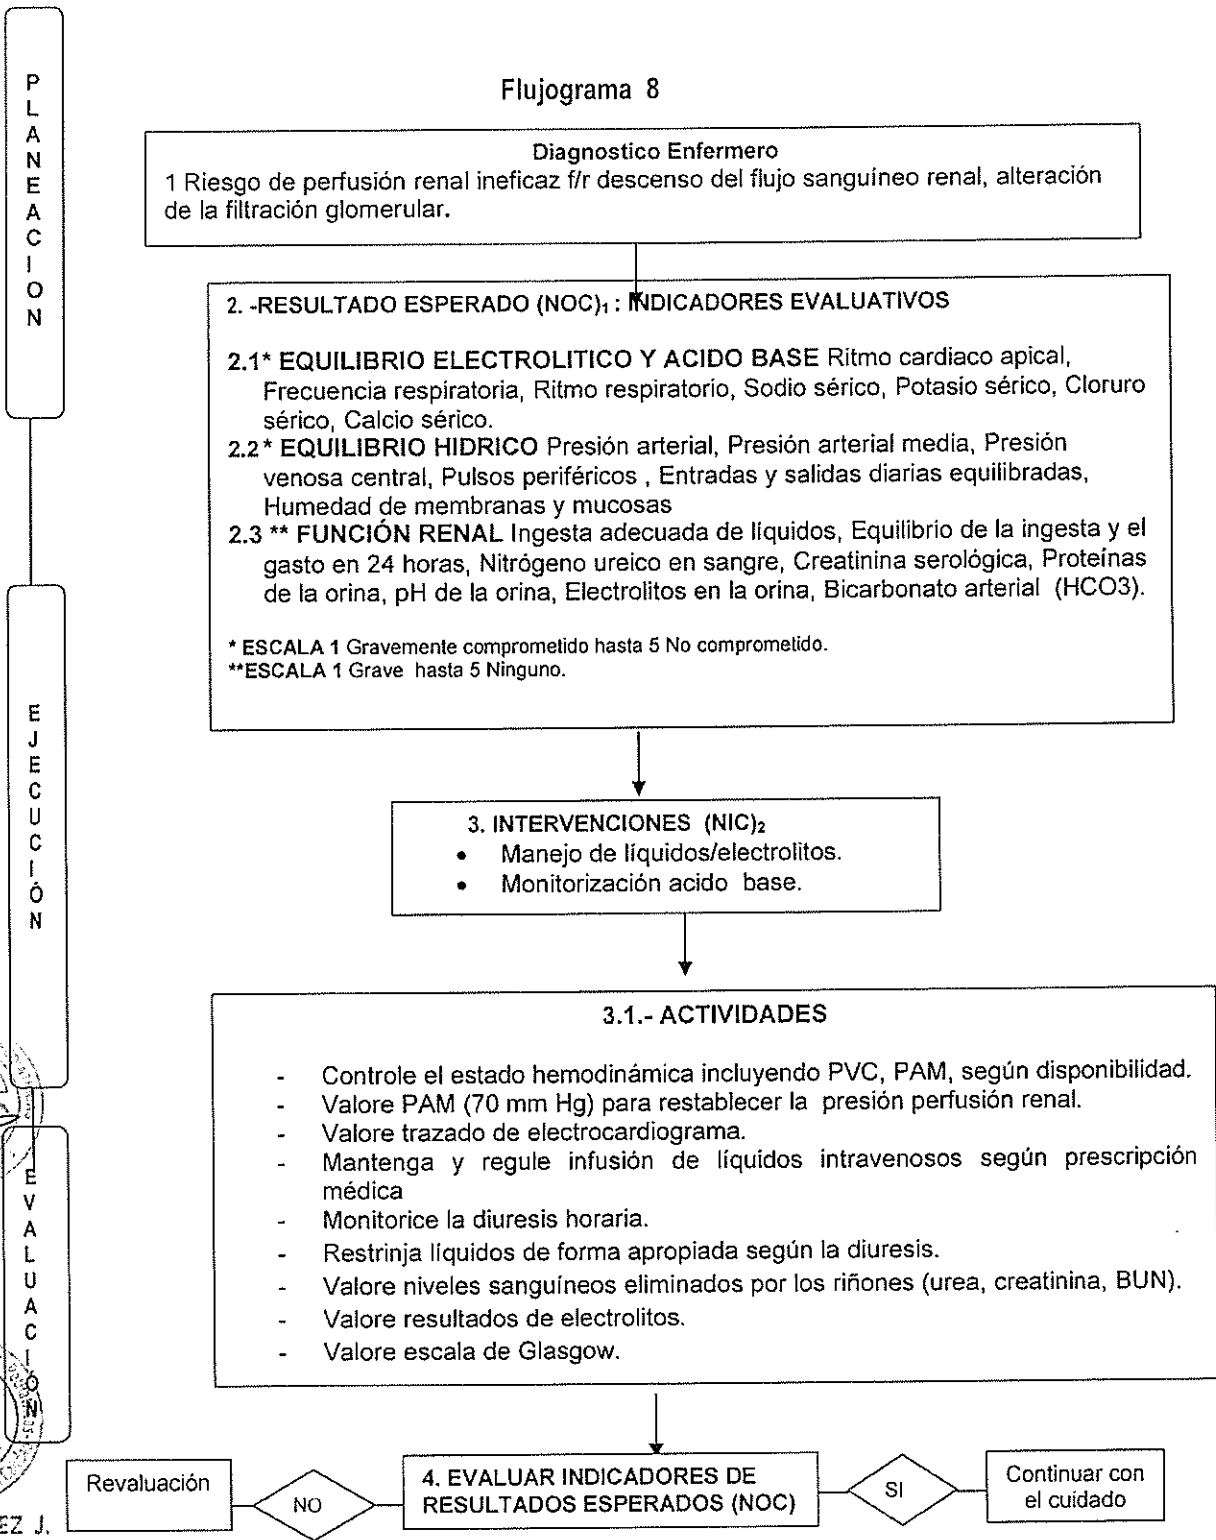 PLANEACION
Flujograma 8
Diagnostico Enfermero
1 Riesgo de perfusión renal ineficaz f/r descenso del flujo sanguíneo renal, alteración
de la filtración glomerular.
2. -RESULTADO ESPERADO (NOC)₁ : INDICADORES EVALUATIVOS
2.1* EQUILIBRIO ELECTROLITICO Y ACIDO BASE Ritmo cardiaco apical,
Frecuencia respiratoria, Ritmo respiratorio, Sodio sérico, Potasio sérico, Cloruro
sérico, Calcio sérico.
2.2* EQUILIBRIO HIDRICO Presión arterial, Presión arterial media, Presión
venosa central, Pulsos periféricos , Entradas y salidas diarias equilibradas,
Humedad de membranas y mucosas
2.3 ** FUNCIÓN RENAL Ingesta adecuada de líquidos, Equilibrio de la ingesta y el
gasto en 24 horas, Nitrógeno ureico en sangre, Creatinina serológica, Proteínas
de la orina, pH de la orina, Electrolitos en la orina, Bicarbonato arterial (HCO3).
* ESCALA 1 Gravemente comprometido hasta 5 No comprometido.
**ESCALA 1 Grave hasta 5 Ninguno.
EJECUCIÓN
3. INTERVENCIONES (NIC)₂
• Manejo de líquidos/electrolitos.
• Monitorización acido base.
3.1.- ACTIVIDADES
- Controle el estado hemodinámica incluyendo PVC, PAM, según disponibilidad.
- Valore PAM (70 mm Hg) para restablecer la presión perfusión renal.
- Valore trazado de electrocardiograma.
- Mantenga y regule infusión de líquidos intravenosos según prescripción
médica
- Monitorice la diuresis horaria.
- Restrinja líquidos de forma apropiada según la diuresis.
- Valore niveles sanguíneos eliminados por los riñones (urea, creatinina, BUN).
- Valore resultados de electrolitos.
- Valore escala de Glasgow.
EVALUACIÓN
Revaluación
NO
4. EVALUAR INDICADORES DE
RESULTADOS ESPERADOS (NOC)
SI
Continuar con
el cuidado
EZ J.